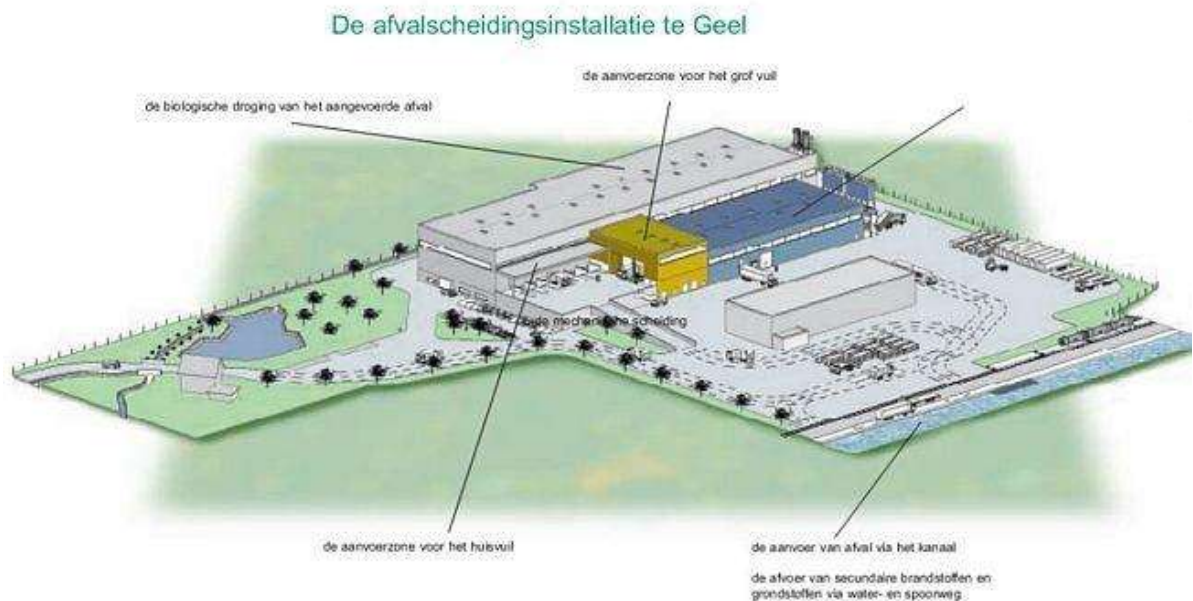 De afvalscheidingsinstallatie te Geel
de aanvoerzone voor het grof vuil
de biologische droging van het aangevoerde afval
de mechanische scheiding
de aanvoerzone voor het huisvuil
de aanvoer van afval via het kanaal
de afvoer van secundaire brandstoffen en
grondstoffen via water- en spoorweg